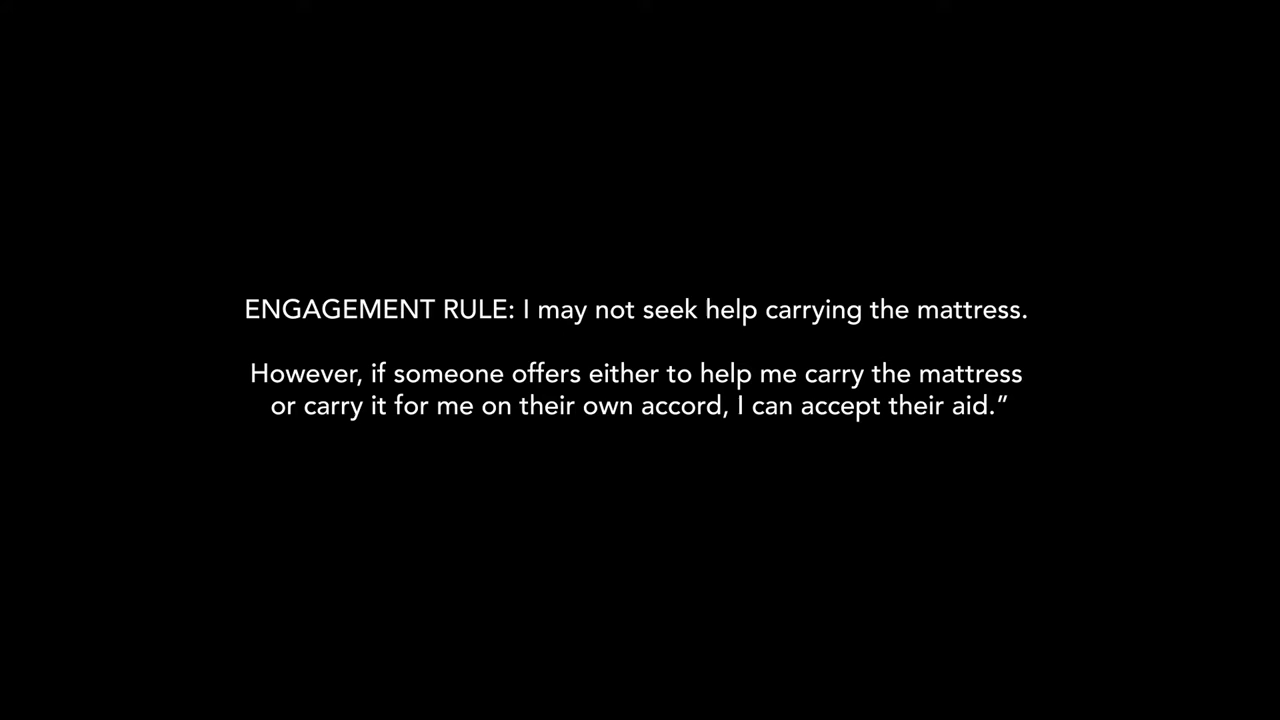 ENGAGEMENT RULE: I may not seek help carrying the mattress.
However, if someone offers either to help me carry the mattress
or carry it for me on their own accord, I can accept their aid.”